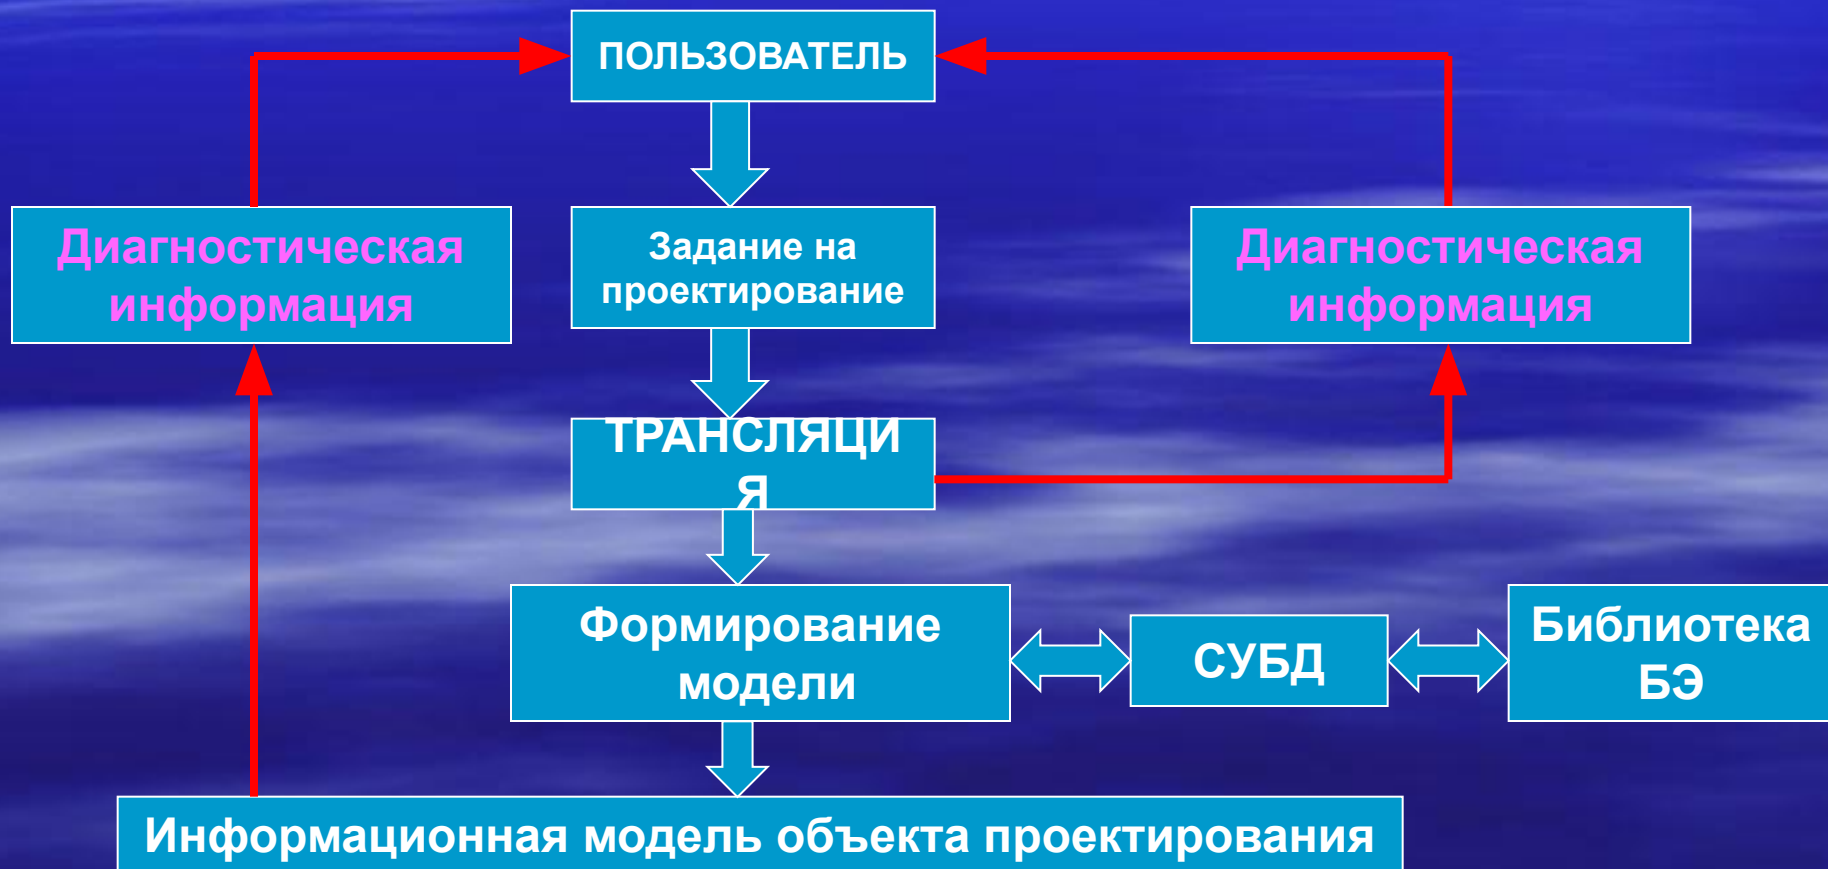 ПОЛЬЗОВАТЕЛЬ
Диагностическая
информация
Задание на
проектирование
Диагностическая
информация
ТРАНСЛЯЦИ
Я
Формирование
модели
СУБД
Библиотека
БЭ
Информационная модель объекта проектирования